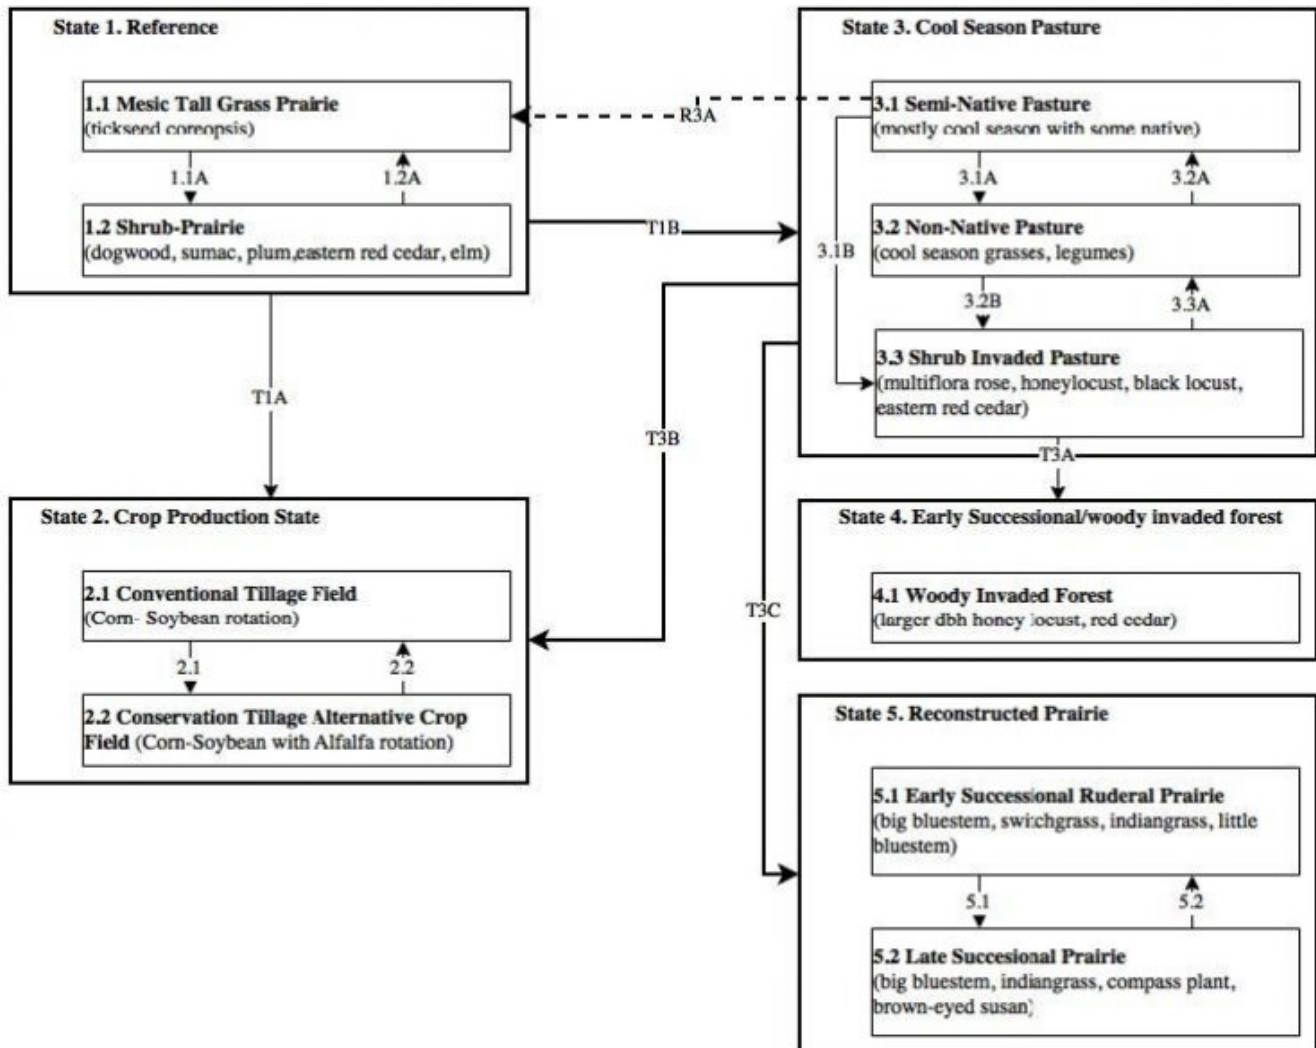 State 1. Reference
1.1 Mesic Tall Grass Prairie
(tickseed coreopsis)
1.1A
1.2A
1.2 Shrub-Prairie
(dogwood, sumac, plum,eastern red cedar, elm)
T1A
T1B
R3A
State 3. Cool Season Pasture
3.1 Semi-Native Pasture
(mostly cool season with some native)
3.1A
3.2A
3.1B
3.2 Non-Native Pasture
(cool season grasses, legumes)
3.2B
3.3A
3.3 Shrub Invaded Pasture
(multiflora rose, honeylocust, black locust,
eastern red cedar)
T3A
T3B
T3C
State 2. Crop Production State
2.1 Conventional Tillage Field
(Corn- Soybean rotation)
2.1
2.2
2.2 Conservation Tillage Alternative Crop
Field (Corn-Soybean with Alfalfa rotation)
State 4. Early Successional/woody invaded forest
4.1 Woody Invaded Forest
(larger dbh honey locust, red cedar)
State 5. Reconstructed Prairie
5.1 Early Successional Ruderal Prairie
(big bluestem, switchgrass, indiangrass, little
bluestem)
5.1
5.2
5.2 Late Succesional Prairie
(big bluestem, indiangrass, compass plant,
brown-eyed susan)